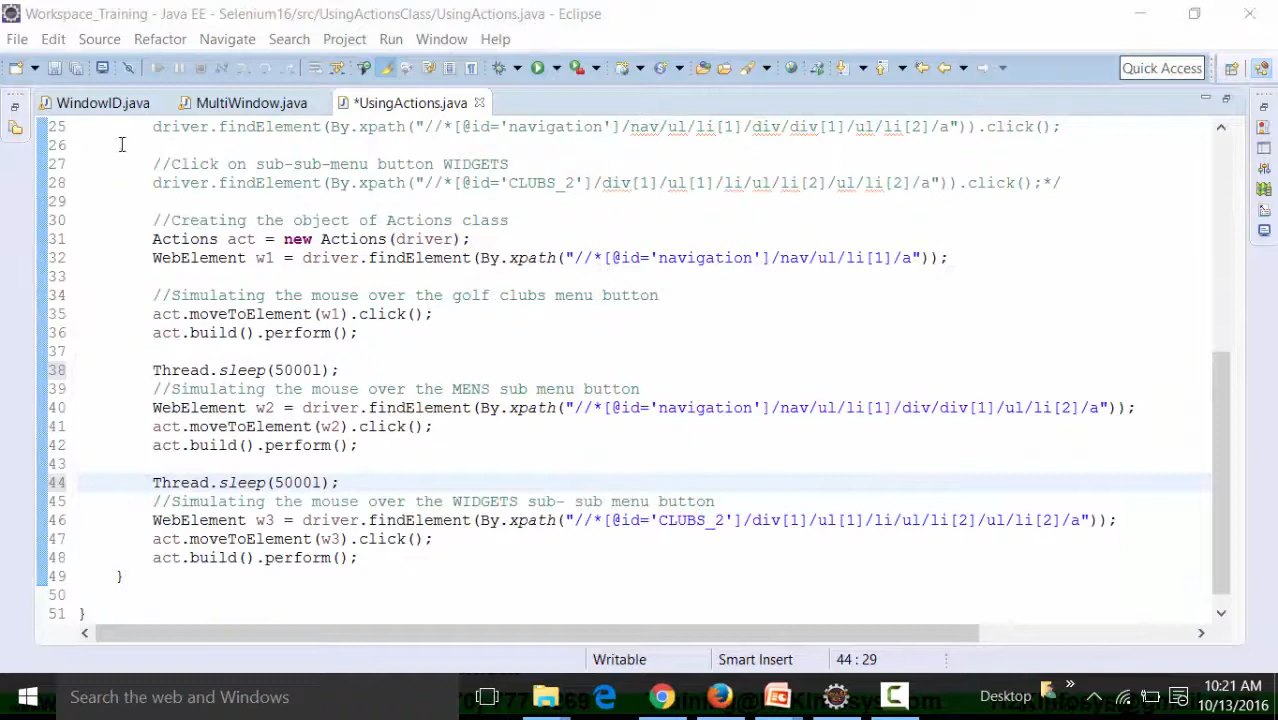 Workspace_Training - Java EE - Selenium16/src/UsingActionsClass/UsingActions.java - Eclipse
File Edit Source Refactor Navigate Search Project Run Window Help
Quick Access
WindowID.java MultiWindow.java *UsingActions.java
25 driver.findElement(By.xpath("//*[@id='navigation']/nav/ul/li[1]/div/div[1]/ul/li[2]/a")).click();
26
27 //Click on sub-sub-menu button WIDGETS
28 driver.findElement(By.xpath("//*[@id='CLUBS_2']/div[1]/ul[1]/li/ul/li[2]/ul/li[2]/a")).click();*/
29
30 //Creating the object of Actions class
31 Actions act = new Actions(driver);
32 WebElement w1 = driver.findElement(By.xpath("//*[@id='navigation']/nav/ul/li[1]/a"));
33
34 //Simulating the mouse over the golf clubs menu button
35 act.moveToElement(w1).click();
36 act.build().perform();
37
38 Thread.sleep(5000l);
39 //Simulating the mouse over the MENS sub menu button
40 WebElement w2 = driver.findElement(By.xpath("//*[@id='navigation']/nav/ul/li[1]/div/div[1]/ul/li[2]/a"));
41 act.moveToElement(w2).click();
42 act.build().perform();
43
44 Thread.sleep(5000l);
45 //Simulating the mouse over the WIDGETS sub- sub menu button
46 WebElement w3 = driver.findElement(By.xpath("//*[@id='CLUBS_2']/div[1]/ul[1]/li/ul/li[2]/ul/li[2]/a"));
47 act.moveToElement(w3).click();
48 act.build().perform();
49 }
50
51 }
Writable Smart Insert 44 : 29
Search the web and Windows
Desktop
10:21 AM
10/13/2016